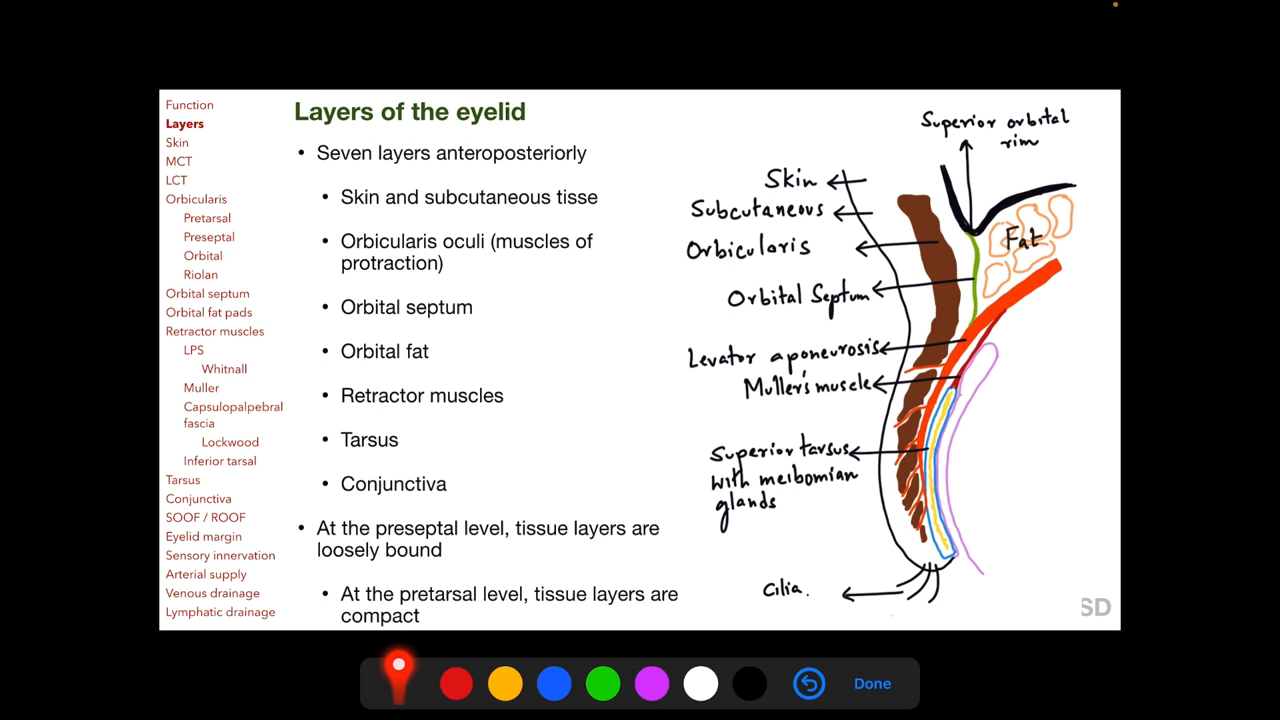 Function
Layers
Skin
MCT
LCT
Orbicularis
Pretarsal
Preseptal
Orbital
Riolan
Orbital septum
Orbital fat pads
Retractor muscles
LPS
Whitnall
Muller
Capsulopalpebral
fascia
Lockwood
Inferior tarsal
Tarsus
Conjunctiva
SOOF / ROOF
Eyelid margin
Sensory innervation
Arterial supply
Venous drainage
Lymphatic drainage
Layers of the eyelid
• Seven layers anteroposteriorly
• Skin and subcutaneous tisse
• Orbicularis oculi (muscles of
protraction)
• Orbital septum
• Orbital fat
• Retractor muscles
• Tarsus
• Conjunctiva
• At the preseptal level, tissue layers are
loosely bound
• At the pretarsal level, tissue layers are
compact
Superior orbital
rim
Skin
Subcutaneous
Orbicularis
Fat
Orbital Septum
Levator aponeurosis
Muller's muscle
Superior tarsus
with meibomian
glands
Cilia.
SD
Done